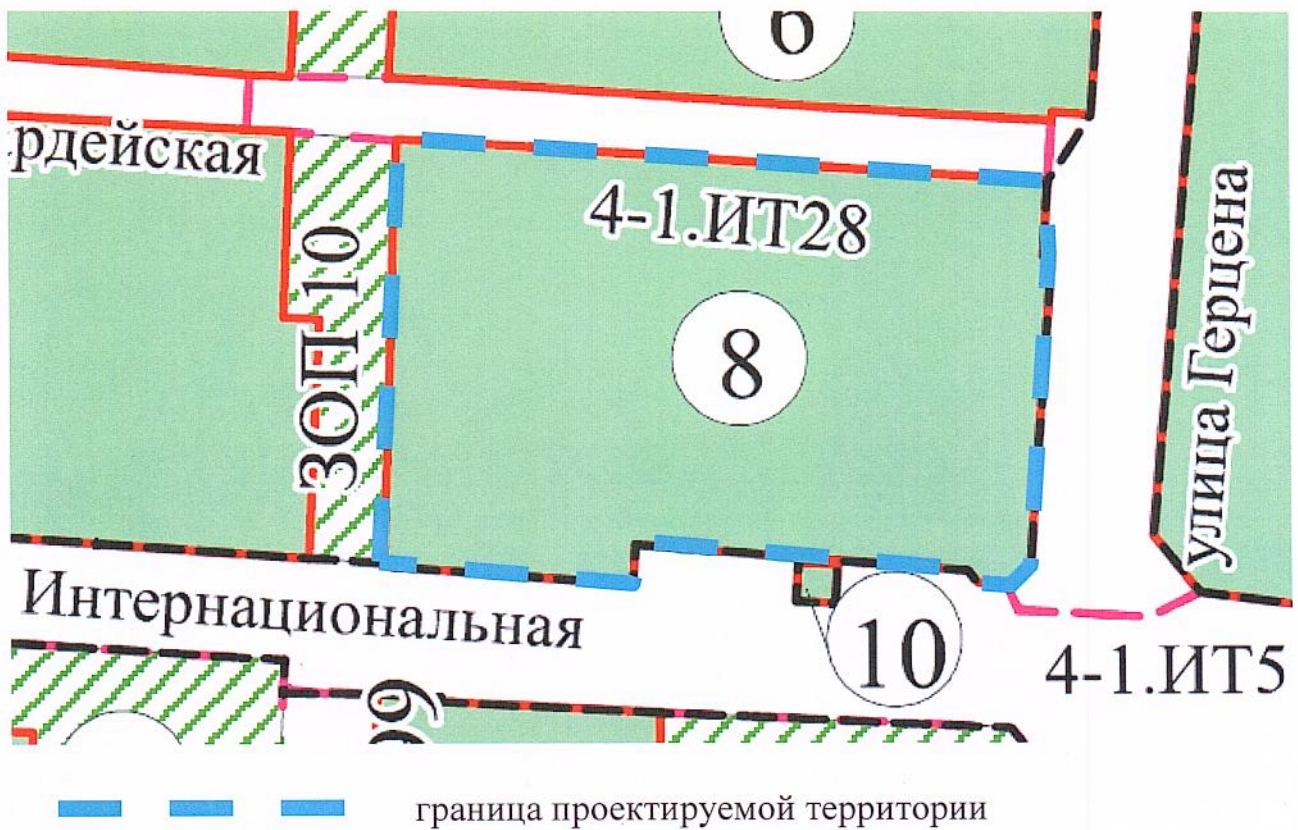 6
рдейская
4-1.ИТ28
ЗОП 10
8
улица Герцена
Интернациональная
10
4-1.ИТ5
99
граница проектируемой территории